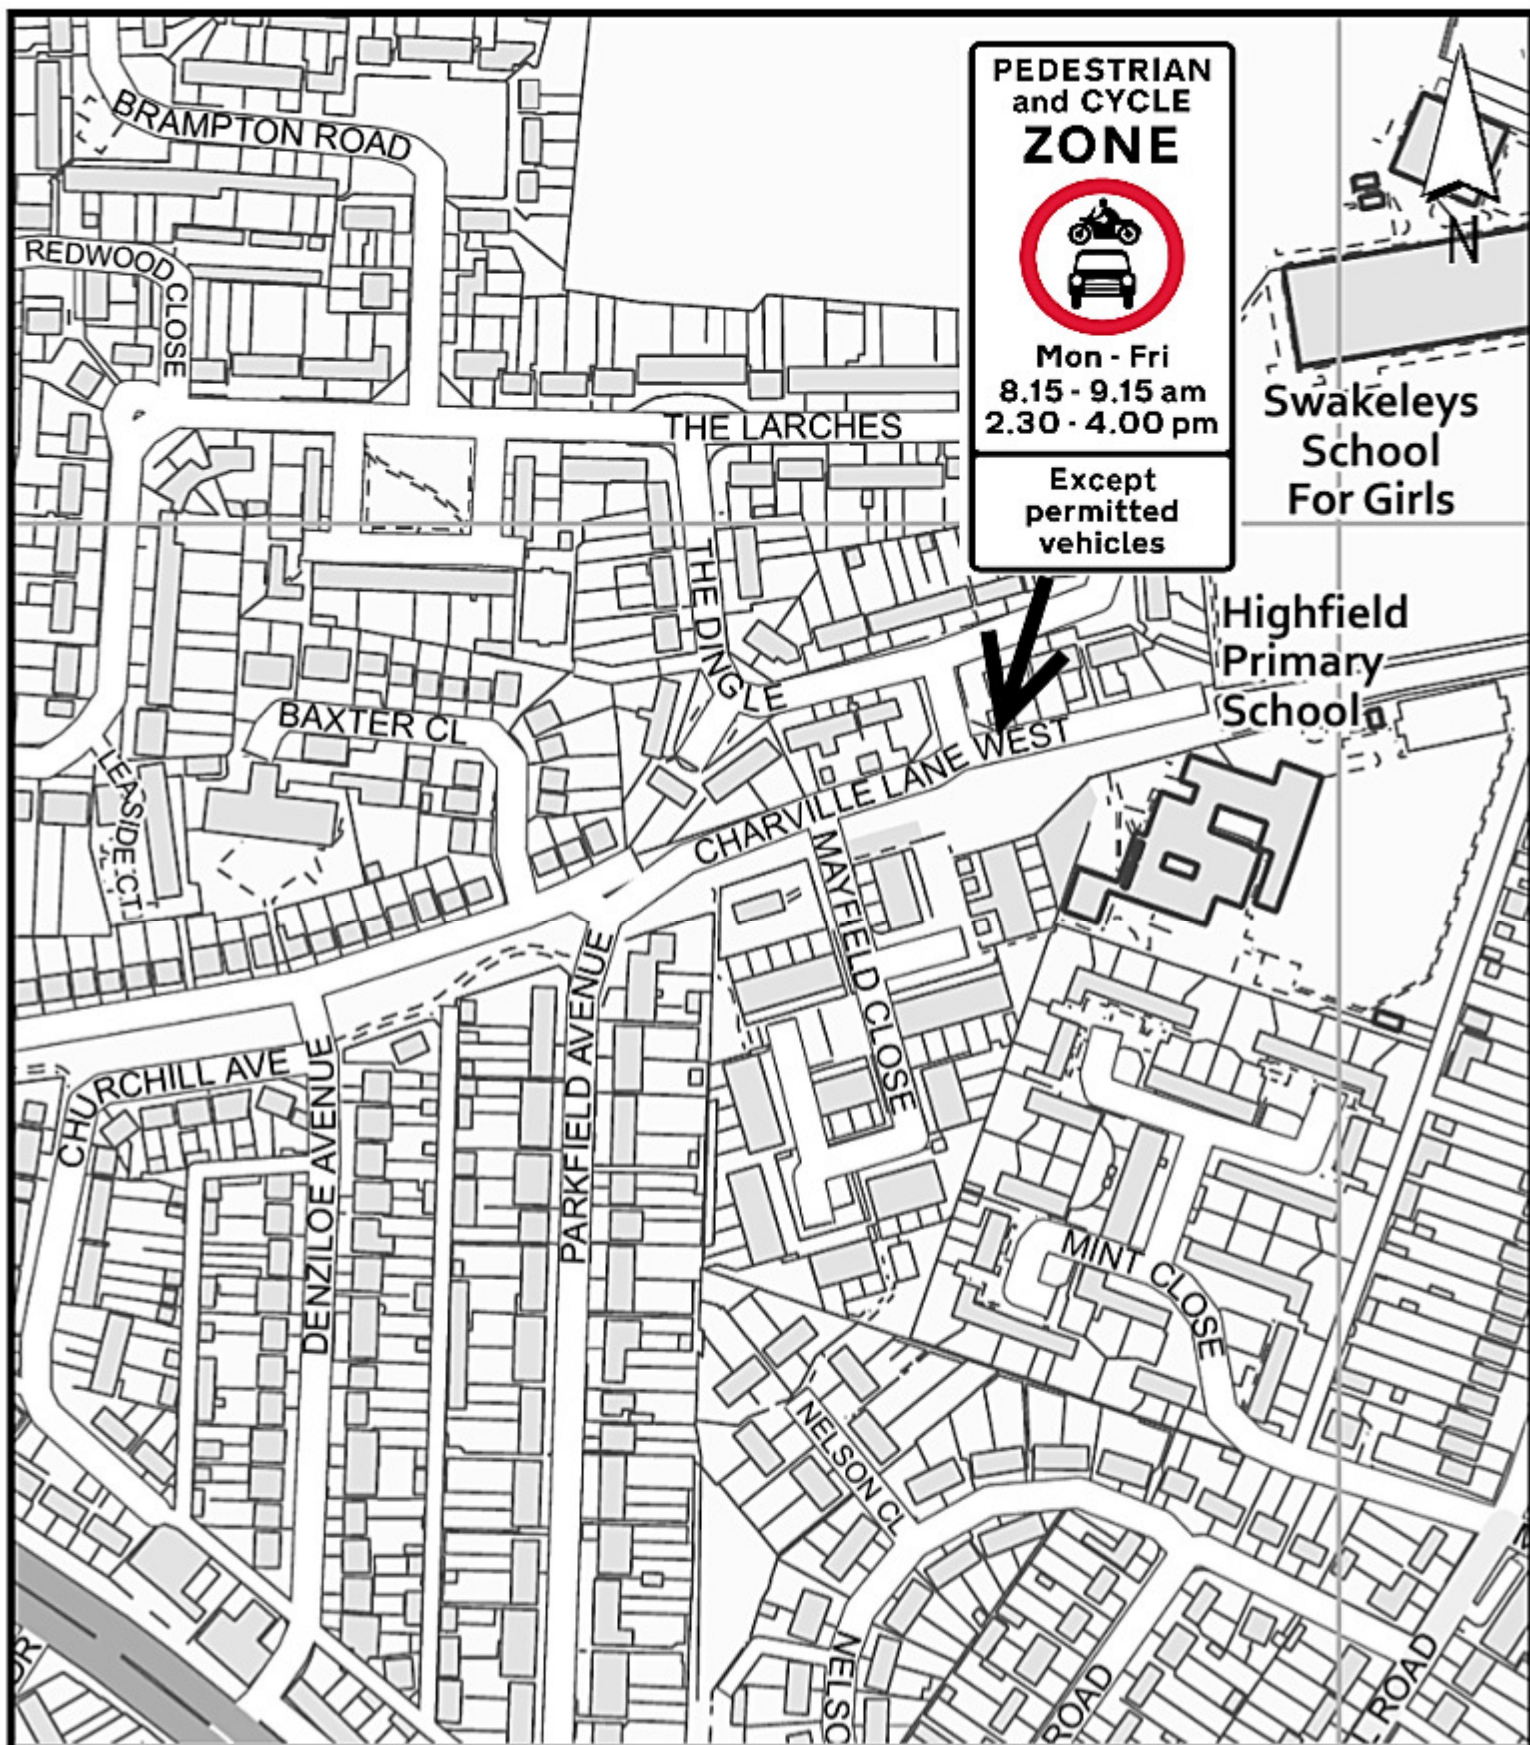 PEDESTRIAN
and CYCLE
ZONE
Mon - Fri
8.15 - 9.15 am
2.30 - 4.00 pm
Except
permitted
vehicles
N
Swakeleys
School
For Girls
Highfield
Primary
School
BRAMPTON ROAD
REDWOOD CLOSE
THE LARCHES
THE DINGLE
BAXTER CL
LEASIDE CT
CHARVILLE LANE WEST
MAYFIELD CLOSE
CHURCHILL AVE
DENZILOE AVENUE
PARKFIELD AVENUE
MINT CLOSE
NELSON CL
NELSO
ROAD
ROAD